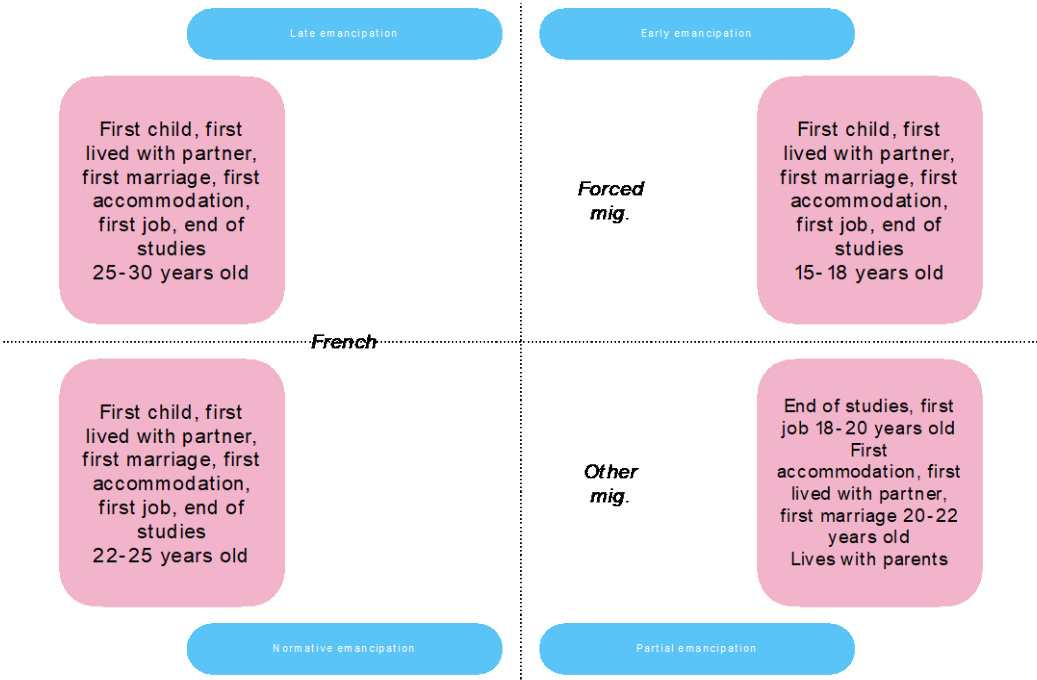 Late emancipation
Early emancipation
First child, first
lived with partner,
first marriage, first
accommodation,
first job, end of
studies
25-30 years old
Forced
mig.
First child, first
lived with partner,
first marriage, first
accommodation,
first job, end of
studies
15-18 years old
French
First child, first
lived with partner,
first marriage, first
accommodation,
first job, end of
studies
22-25 years old
Other
mig.
End of studies, first
job 18-20 years old
First
accommodation, first
lived with partner,
first marriage 20-22
years old
Lives with parents
Normative emancipation
Partial emancipation